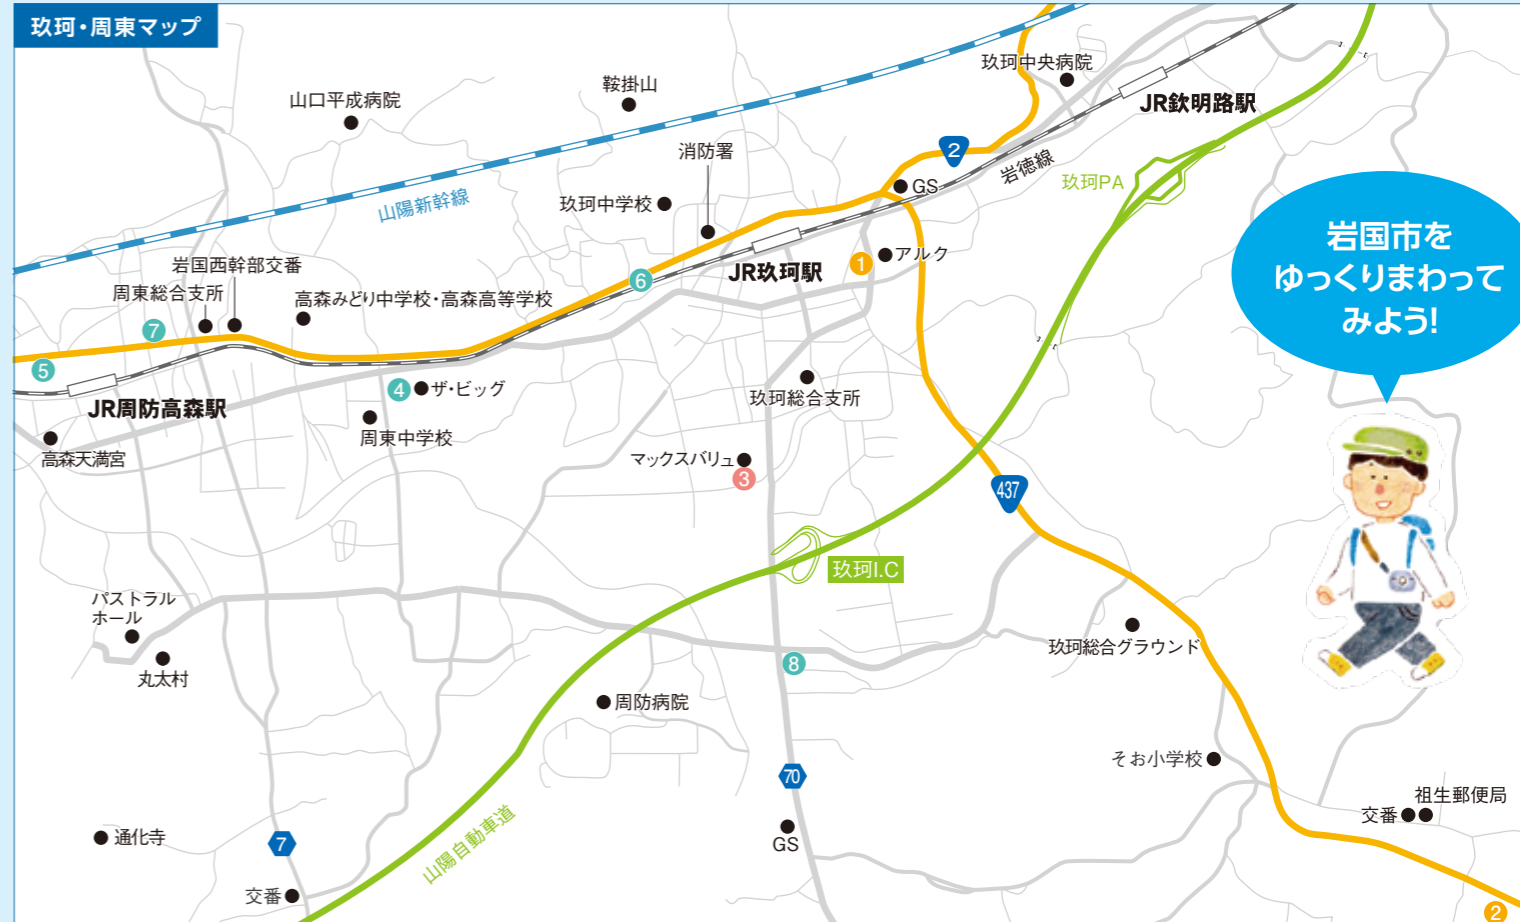 玖珂・周東マップ
玖珂中央病院
鞍掛山
山口平成病院
JR欽明路駅
2
消防署
岩徳線
玖珂PA
GS
玖珂中学校
山陽新幹線
岩国市を
ゆっくりまわって
みよう!
アルク
1
岩国西幹部交番
JR玖珂駅
6
周東総合支所
高森みどり中学校・高森高等学校
7
5
4
ザ・ビッグ
玖珂総合支所
JR周防高森駅
周東中学校
高森天満宮
マックスバリュ
3
437
玖珂I.C
パストラル
ホール
玖珂総合グラウンド
8
丸太村
周防病院
そお小学校
70
祖生郵便局
交番
通化寺
7
GS
山陽自動車道
交番
2